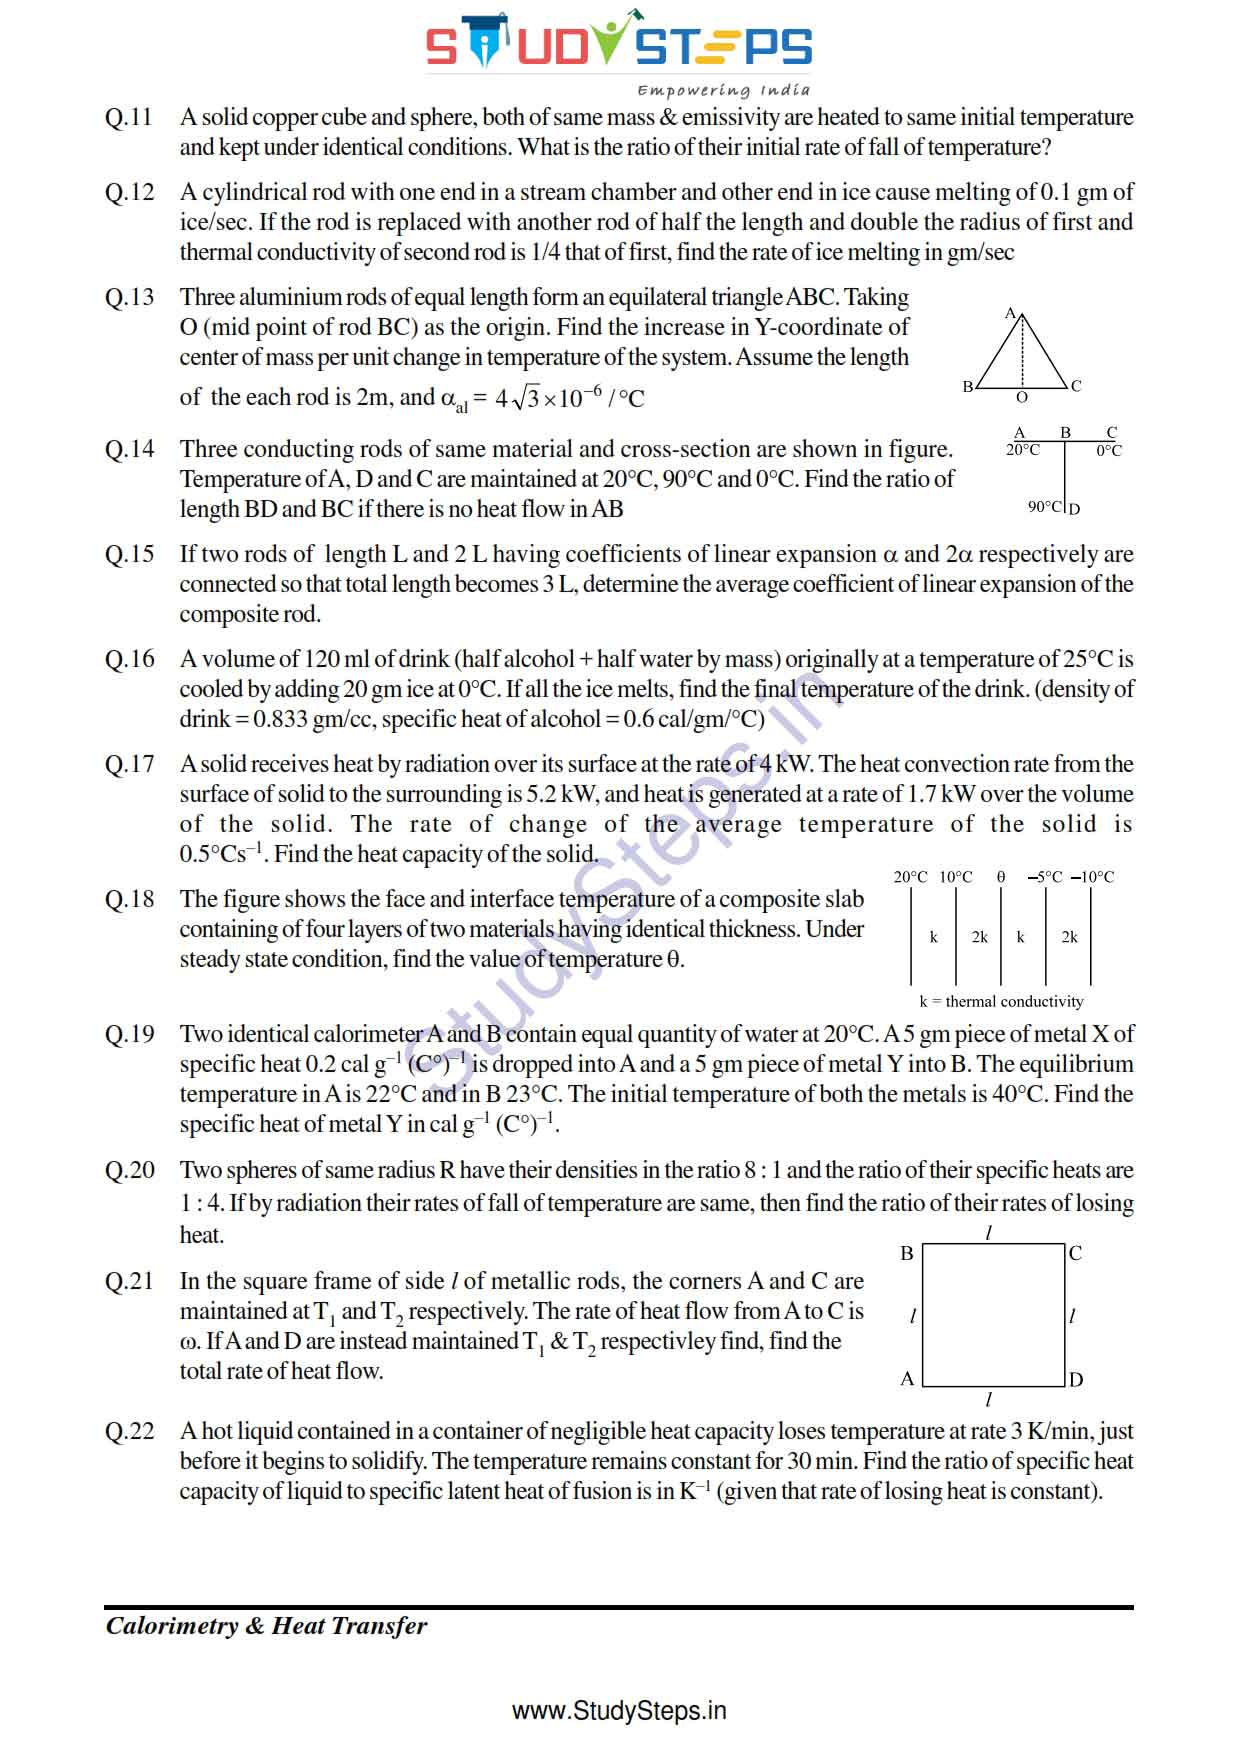 STUDYSTEPS
Empowering India
Q.11 A solid copper cube and sphere, both of same mass & emissivity are heated to same initial temperature
and kept under identical conditions. What is the ratio of their initial rate of fall of temperature?
Q.12 A cylindrical rod with one end in a stream chamber and other end in ice cause melting of 0.1 gm of
ice/sec. If the rod is replaced with another rod of half the length and double the radius of first and
thermal conductivity of second rod is 1/4 that of first, find the rate of ice melting in gm/sec
Q.13 Three aluminium rods of equal length form an equilateral triangle ABC. Taking
O (mid point of rod BC) as the origin. Find the increase in Y-coordinate of
center of mass per unit change in temperature of the system. Assume the length
of the each rod is 2m, and α_al = 4√3×10⁻⁶ / °C
A
B
C
O
Q.14 Three conducting rods of same material and cross-section are shown in figure.
Temperature of A, D and C are maintained at 20°C, 90°C and 0°C. Find the ratio of
length BD and BC if there is no heat flow in AB
A B C
20°C 0°C
90°C D
Q.15 If two rods of length L and 2 L having coefficients of linear expansion α and 2α respectively are
connected so that total length becomes 3 L, determine the average coefficient of linear expansion of the
composite rod.
Q.16 A volume of 120 ml of drink (half alcohol + half water by mass) originally at a temperature of 25°C is
cooled by adding 20 gm ice at 0°C. If all the ice melts, find the final temperature of the drink. (density of
drink = 0.833 gm/cc, specific heat of alcohol = 0.6 cal/gm/°C)
Q.17 A solid receives heat by radiation over its surface at the rate of 4 kW. The heat convection rate from the
surface of solid to the surrounding is 5.2 kW, and heat is generated at a rate of 1.7 kW over the volume
of the solid. The rate of change of the average temperature of the solid is
0.5°Cs⁻¹. Find the heat capacity of the solid.
Q.18 The figure shows the face and interface temperature of a composite slab
containing of four layers of two materials having identical thickness. Under
steady state condition, find the value of temperature θ.
20°C 10°C θ –5°C –10°C
k 2k k 2k
k = thermal conductivity
Q.19 Two identical calorimeter A and B contain equal quantity of water at 20°C. A 5 gm piece of metal X of
specific heat 0.2 cal g⁻¹ (C°)⁻¹ is dropped into A and a 5 gm piece of metal Y into B. The equilibrium
temperature in A is 22°C and in B 23°C. The initial temperature of both the metals is 40°C. Find the
specific heat of metal Y in cal g⁻¹ (C°)⁻¹.
Q.20 Two spheres of same radius R have their densities in the ratio 8 : 1 and the ratio of their specific heats are
1 : 4. If by radiation their rates of fall of temperature are same, then find the ratio of their rates of losing
heat.
Q.21 In the square frame of side l of metallic rods, the corners A and C are
maintained at T₁ and T₂ respectively. The rate of heat flow from A to C is
ω. If A and D are instead maintained T₁ & T₂ respectivley find, find the
total rate of heat flow.
l
B C
l l
A D
l
Q.22 A hot liquid contained in a container of negligible heat capacity loses temperature at rate 3 K/min, just
before it begins to solidify. The temperature remains constant for 30 min. Find the ratio of specific heat
capacity of liquid to specific latent heat of fusion is in K⁻¹ (given that rate of losing heat is constant).
StudySteps.in
Calorimetry & Heat Transfer
www.StudySteps.in